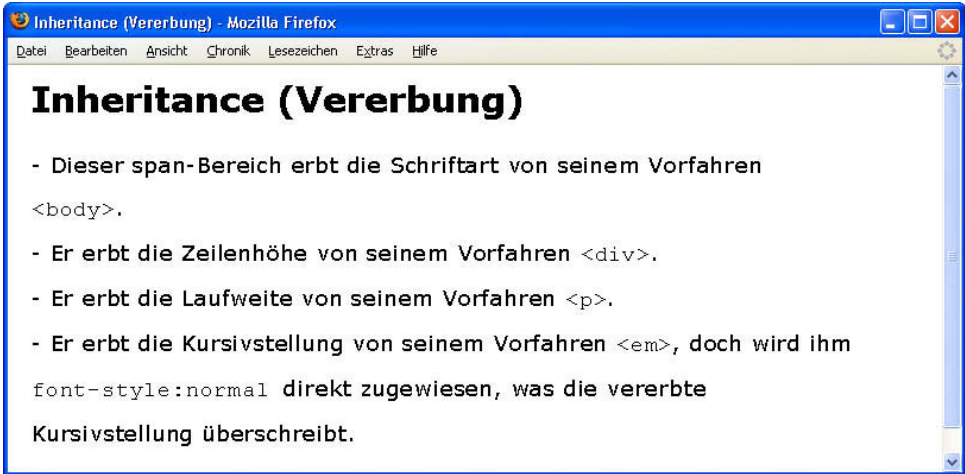 Inheritance (Vererbung) - Mozilla Firefox
Datei Bearbeiten Ansicht Chronik Lesezeichen Extras Hilfe
Inheritance (Vererbung)
- Dieser span-Bereich erbt die Schriftart von seinem Vorfahren
<body>.
- Er erbt die Zeilenhöhe von seinem Vorfahren <div>.
- Er erbt die Laufweite von seinem Vorfahren <p>.
- Er erbt die Kursivstellung von seinem Vorfahren <em>, doch wird ihm
font-style:normal direkt zugewiesen, was die vererbte
Kursivstellung überschreibt.